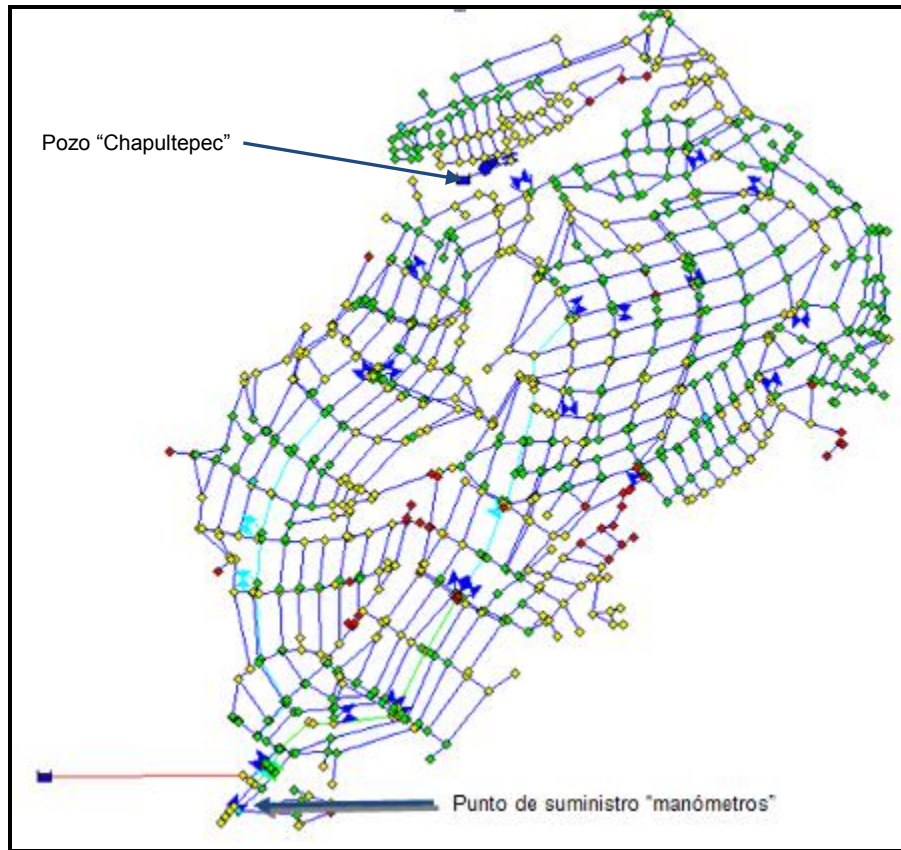 Pozo “Chapultepec”
Punto de suministro “manómetros”